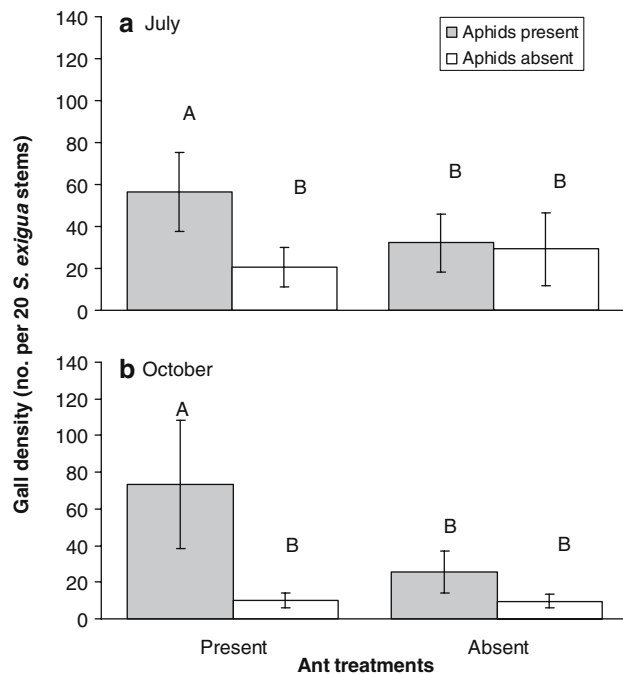 a July
Aphids present
Aphids absent
140
120
100
80
60
40
20
0
A
B
B
B
b October
140
120
100
80
60
40
20
0
A
B
B
B
Present
Absent
Ant treatments
Gall density (no. per 20 S. exigua stems)